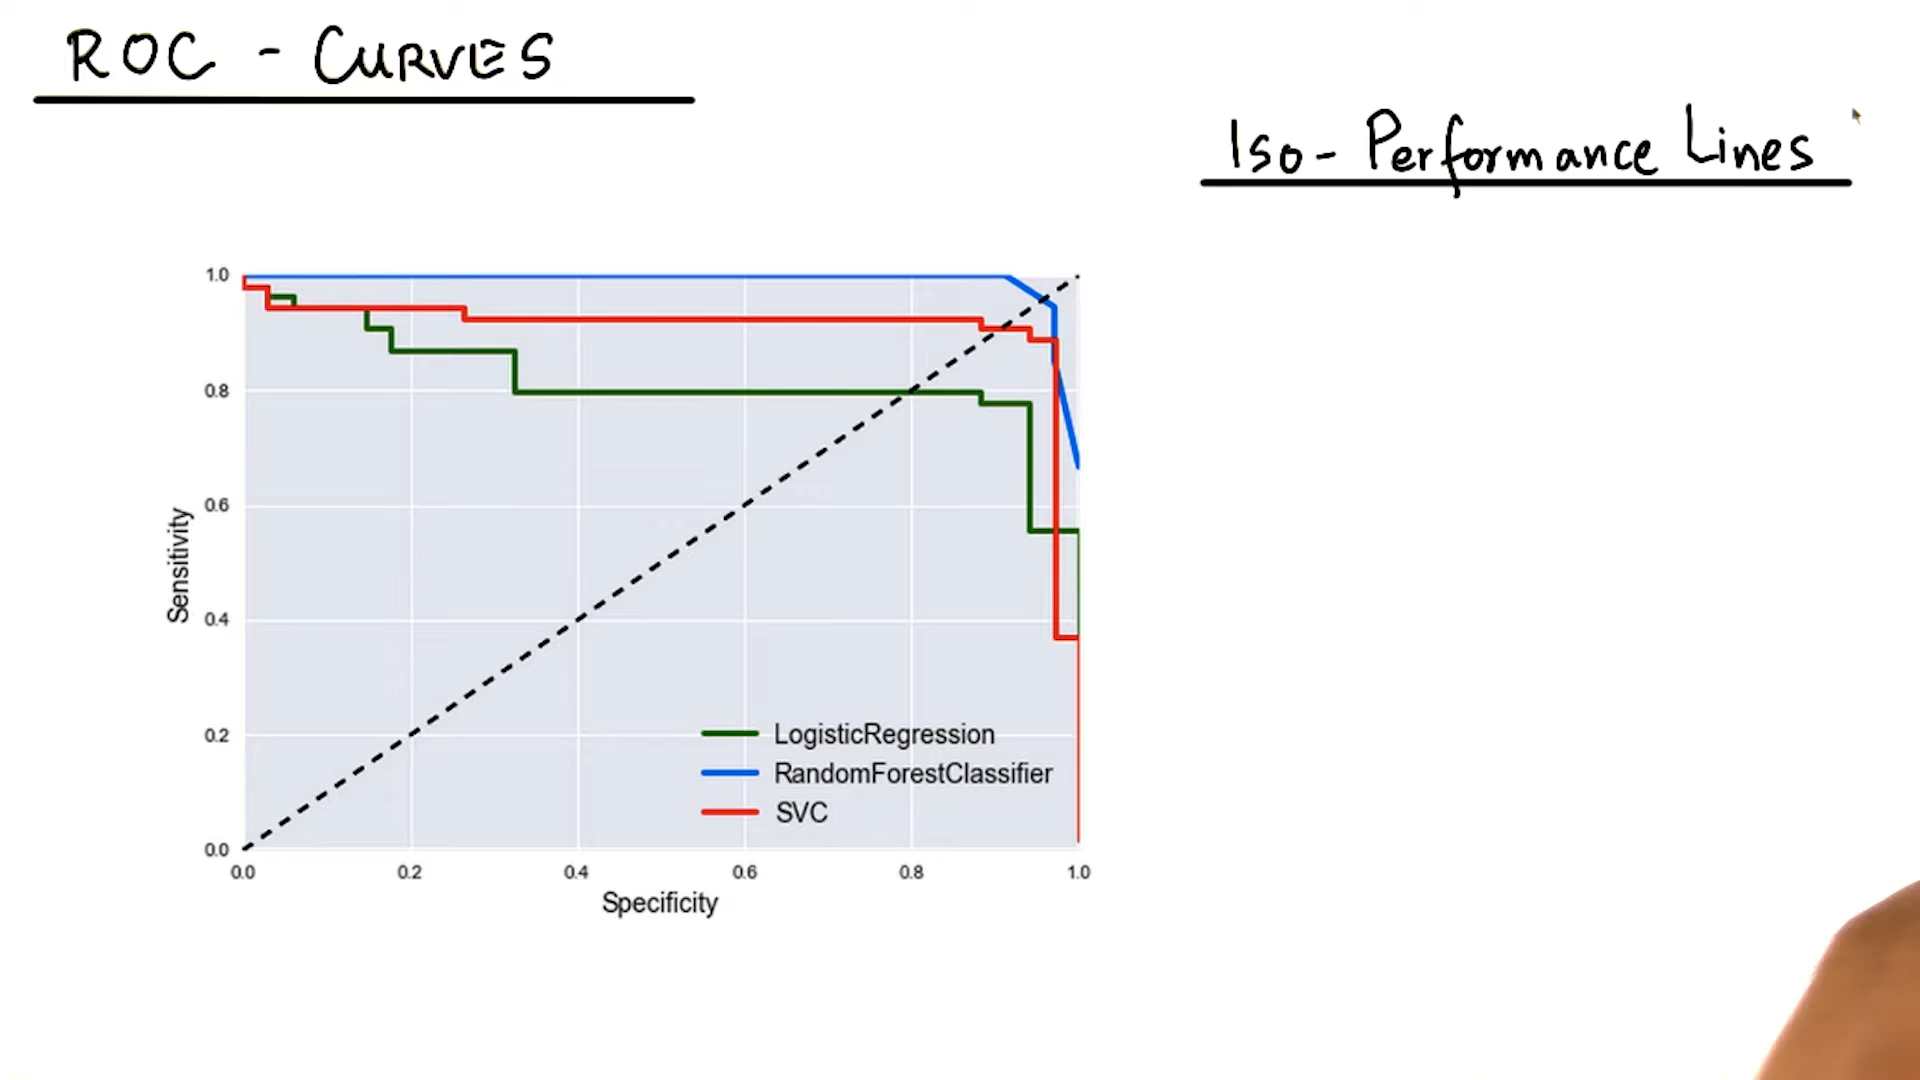 ROC - CURVES
Iso - Performance Lines
1.0
0.8
0.6
0.4
0.2
0.0
Sensitivity
LogisticRegression
RandomForestClassifier
SVC
0.0 0.2 0.4 0.6 0.8 1.0
Specificity